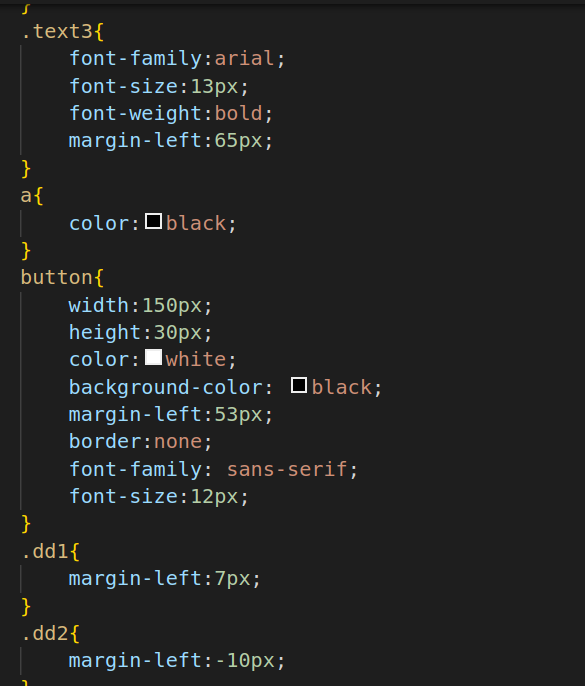 }
.text3{
font-family:arial;
font-size:13px;
font-weight:bold;
margin-left:65px;
}
a{
color:black;
}
button{
width:150px;
height:30px;
color:white;
background-color: black;
margin-left:53px;
border:none;
font-family: sans-serif;
font-size:12px;
}
.dd1{
margin-left:7px;
}
.dd2{
margin-left:-10px;
}